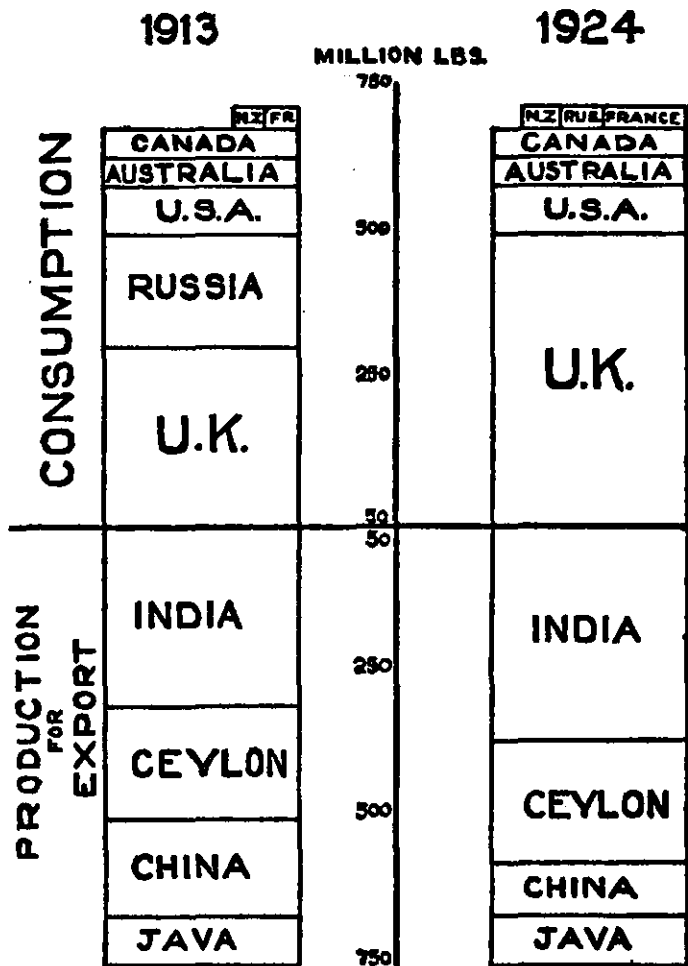 1913
MILLION LBS.
1924
CONSUMPTION
N.Z FR
CANADA
AUSTRALIA
U.S.A.
RUSSIA
U.K.
750
500
250
50
50
250
500
750
N.Z RUS FRANCE
CANADA
AUSTRALIA
U.S.A.
U.K.
PRODUCTION
FOR
EXPORT
INDIA
CEYLON
CHINA
JAVA
INDIA
CEYLON
CHINA
JAVA